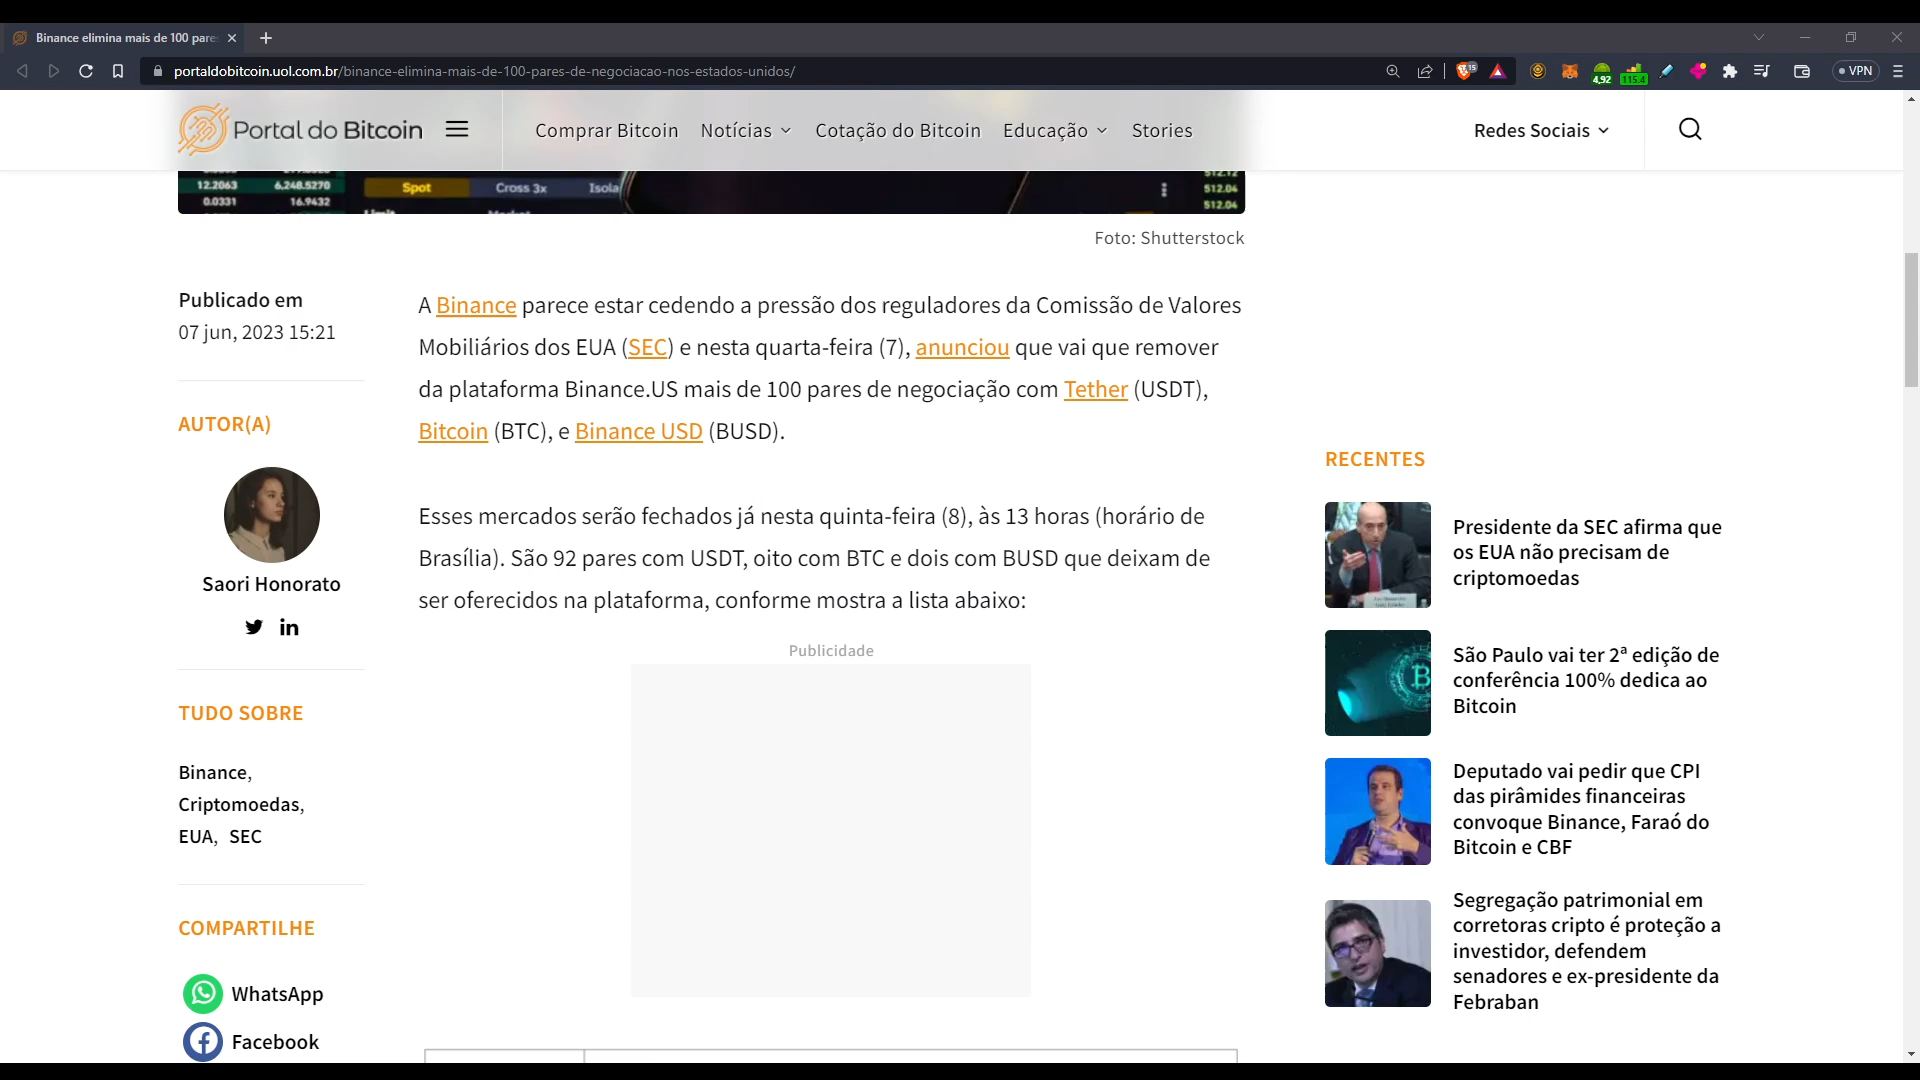 Binance elimina mais de 100 pare
portaldobitcoin.uol.com.br/binance-elimina-mais-de-100-pares-de-negociacao-nos-estados-unidos/
15
4,92
115.4
VPN
Portal do Bitcoin
Comprar Bitcoin
Notícias
Cotação do Bitcoin
Educação
Stories
Redes Sociais
12.2063 6,248.5270
0.0331 16.9432
Spot
Cross 3x
Isola
512.12
512.04
512.04
Foto: Shutterstock
Publicado em
07 jun, 2023 15:21
AUTOR(A)
Saori Honorato
TUDO SOBRE
Binance,
Criptomoedas,
EUA, SEC
COMPARTILHE
WhatsApp
Facebook
A Binance parece estar cedendo a pressão dos reguladores da Comissão de Valores
Mobiliários dos EUA (SEC) e nesta quarta-feira (7), anunciou que vai que remover
da plataforma Binance.US mais de 100 pares de negociação com Tether (USDT),
Bitcoin (BTC), e Binance USD (BUSD).
Esses mercados serão fechados já nesta quinta-feira (8), às 13 horas (horário de
Brasília). São 92 pares com USDT, oito com BTC e dois com BUSD que deixam de
ser oferecidos na plataforma, conforme mostra a lista abaixo:
Publicidade
RECENTES
Presidente da SEC afirma que
os EUA não precisam de
criptomoedas
São Paulo vai ter 2ª edição de
conferência 100% dedica ao
Bitcoin
Deputado vai pedir que CPI
das pirâmides financeiras
convoque Binance, Faraó do
Bitcoin e CBF
Segregação patrimonial em
corretoras cripto é proteção a
investidor, defendem
senadores e ex-presidente da
Febraban